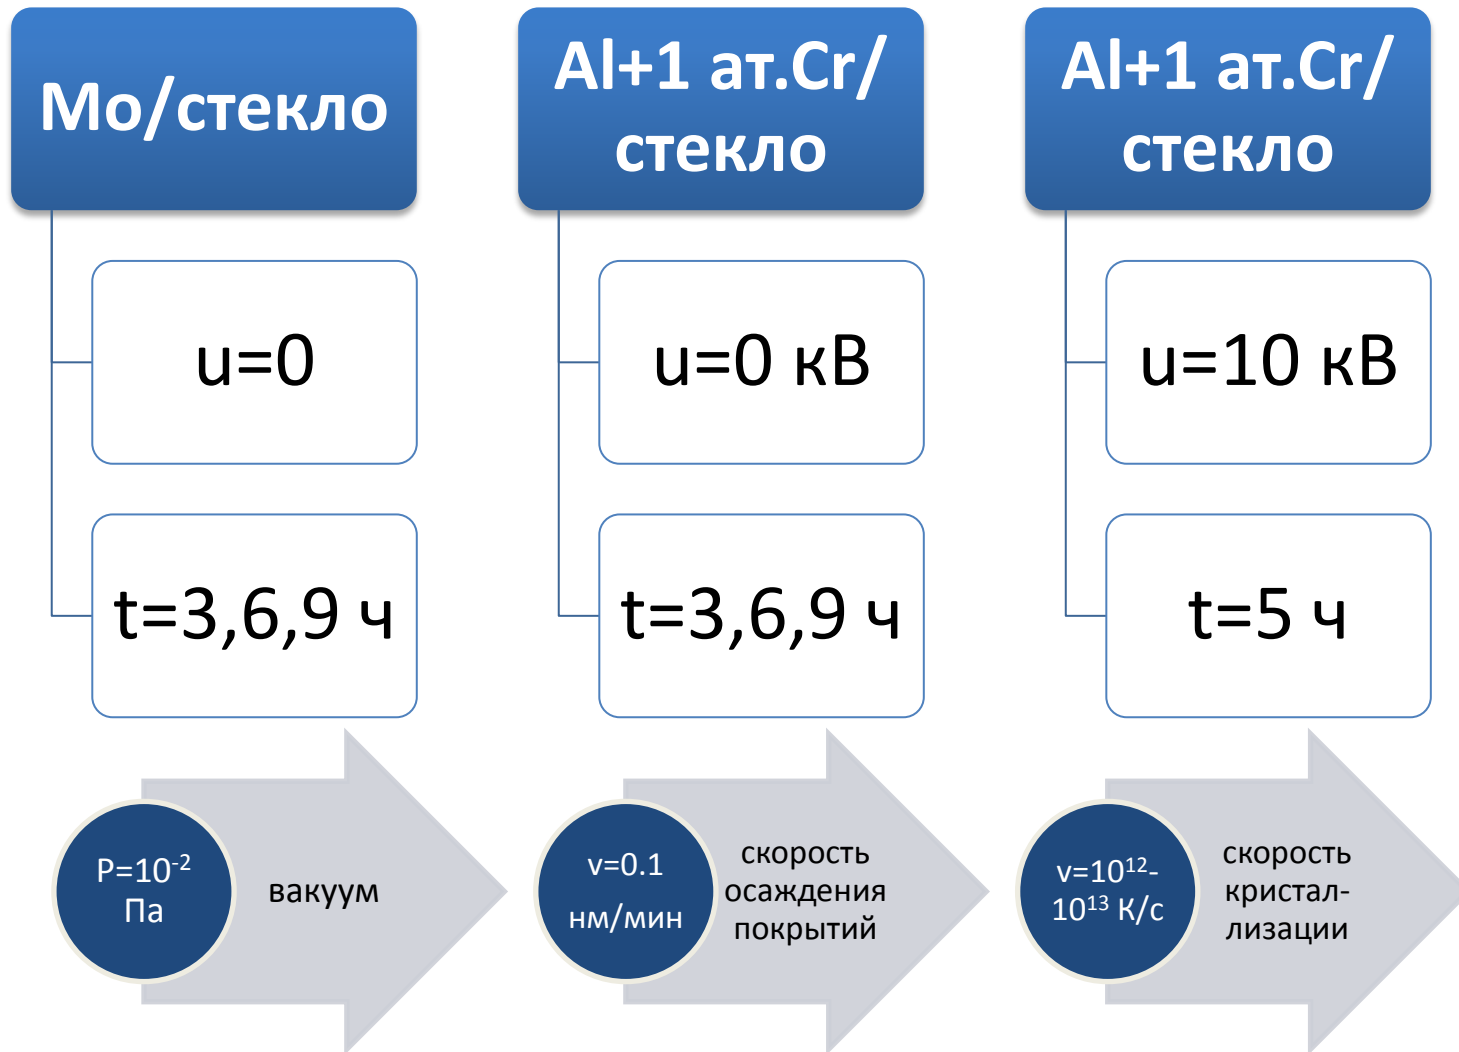 Мо/стекло
Al+1 ат.Cr/
стекло
Al+1 ат.Cr/
стекло
u=0
u=0 кВ
u=10 кВ
t=3,6,9 ч
t=3,6,9 ч
t=5 ч
P=10⁻²
Па
вакуум
v=0.1
нм/мин
скорость
осаждения
покрытий
v=10¹²-
10¹³ К/с
скорость
кристал-
лизации